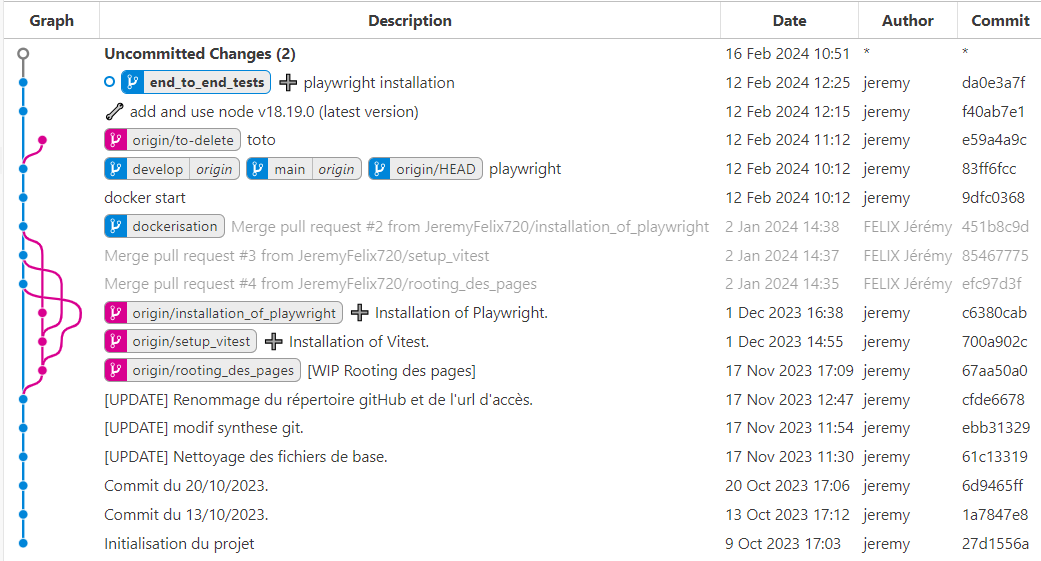 Graph Description Date Author Commit
Uncommitted Changes (2) 16 Feb 2024 10:51 * *
end_to_end_tests playwright installation 12 Feb 2024 12:25 jeremy da0e3a7f
add and use node v18.19.0 (latest version) 12 Feb 2024 12:15 jeremy f40ab7e1
origin/to-delete toto 12 Feb 2024 11:12 jeremy e59a4a9c
develop origin main origin origin/HEAD playwright 12 Feb 2024 10:12 jeremy 83ff6fcc
docker start 12 Feb 2024 10:12 jeremy 9dfc0368
dockerisation Merge pull request #2 from JeremyFelix720/installation_of_playwright 2 Jan 2024 14:38 FELIX Jérémy 451b8c9d
Merge pull request #3 from JeremyFelix720/setup_vitest 2 Jan 2024 14:37 FELIX Jérémy 85467775
Merge pull request #4 from JeremyFelix720/rooting_des_pages 2 Jan 2024 14:35 FELIX Jérémy efc97d3f
origin/installation_of_playwright Installation of Playwright. 1 Dec 2023 16:38 jeremy c6380cab
origin/setup_vitest Installation of Vitest. 1 Dec 2023 14:55 jeremy 700a902c
origin/rooting_des_pages [WIP Rooting des pages] 17 Nov 2023 17:09 jeremy 67aa50a0
[UPDATE] Renommage du répertoire gitHub et de l'url d'accès. 17 Nov 2023 12:47 jeremy cfde6678
[UPDATE] modif synthese git. 17 Nov 2023 11:54 jeremy ebb31329
[UPDATE] Nettoyage des fichiers de base. 17 Nov 2023 11:30 jeremy 61c13319
Commit du 20/10/2023. 20 Oct 2023 17:06 jeremy 6d9465ff
Commit du 13/10/2023. 13 Oct 2023 17:12 jeremy 1a7847e8
Initialisation du projet 9 Oct 2023 17:03 jeremy 27d1556a